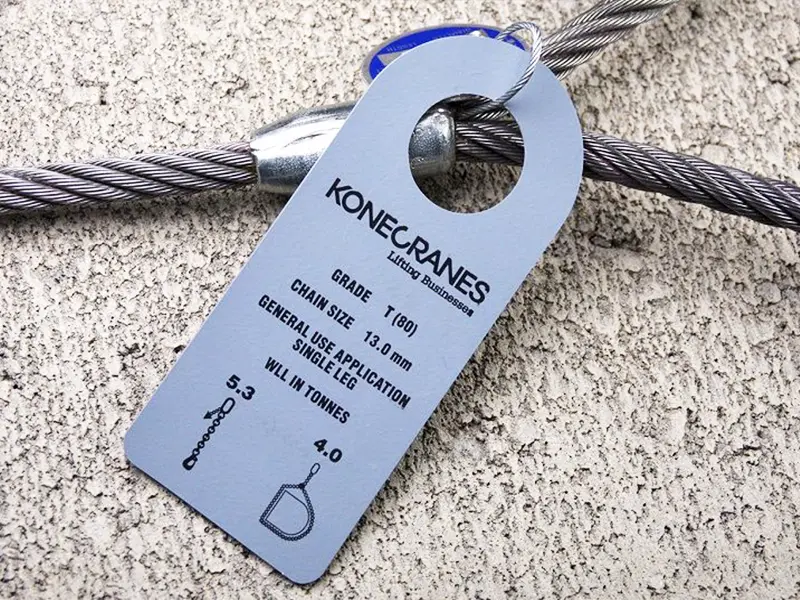 KONECRANES
Lifting Businesses
GRADE T (80)
CHAIN SIZE 13.0 mm
GENERAL USE APPLICATION
SINGLE LEG
WLL IN TONNES
5.3
4.0